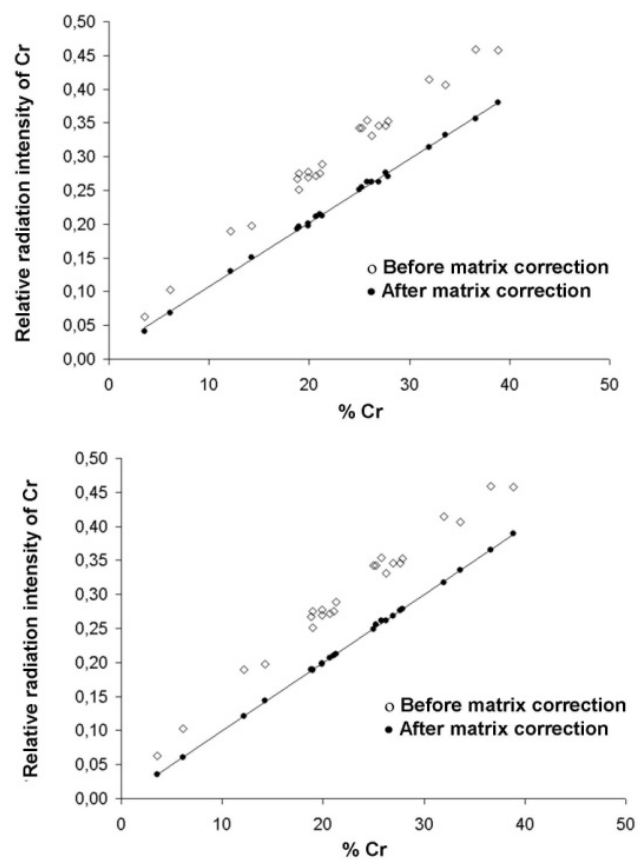 Relative radiation intensity of Cr
0,50
0,45
0,40
0,35
0,30
0,25
0,20
0,15
0,10
0,05
0,00
Before matrix correction
After matrix correction
0 10 20 30 40 50
% Cr
Relative radiation intensity of Cr
0,50
0,45
0,40
0,35
0,30
0,25
0,20
0,15
0,10
0,05
0,00
Before matrix correction
After matrix correction
0 10 20 30 40 50
% Cr